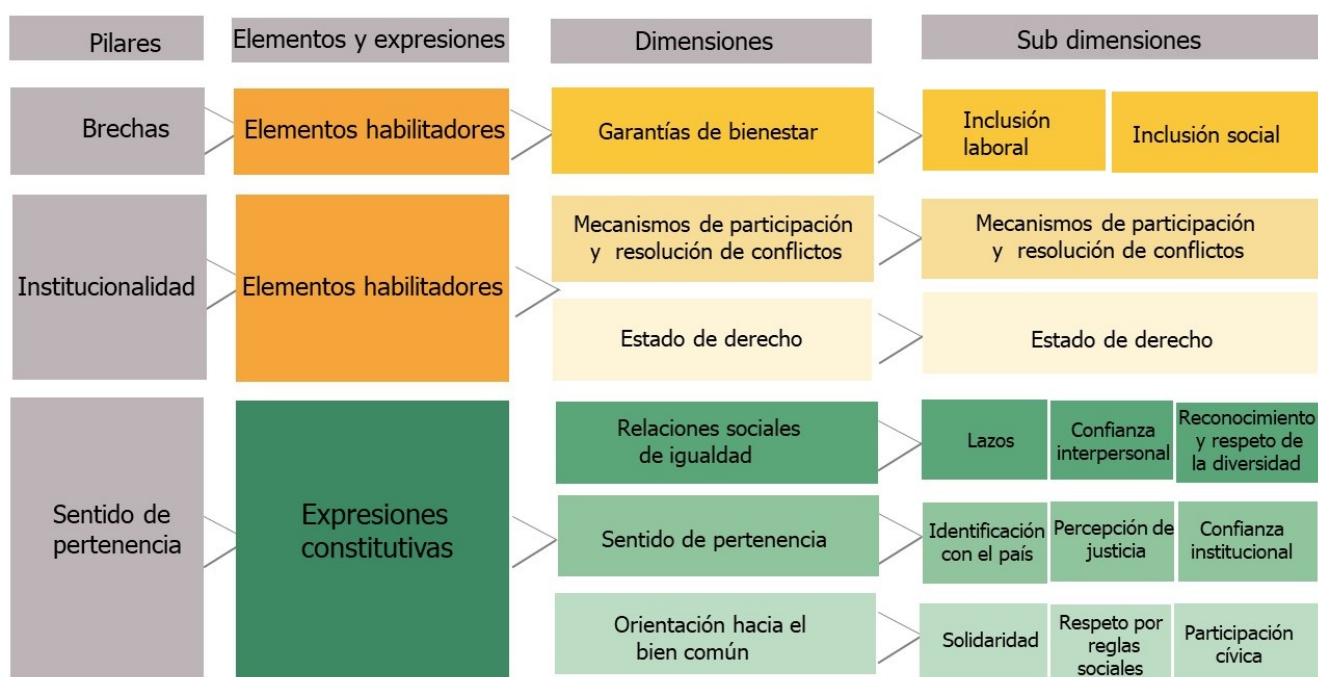 Pilares
Elementos y expresiones
Dimensiones
Sub dimensiones
Brechas
Elementos habilitadores
Garantías de bienestar
Inclusión
laboral
Inclusión social
Institucionalidad
Elementos habilitadores
Mecanismos de participación
y resolución de conflictos
Mecanismos de participación
y resolución de conflictos
Estado de derecho
Estado de derecho
Sentido de
pertenencia
Expresiones
constitutivas
Relaciones sociales
de igualdad
Lazos
Confianza
interpersonal
Reconocimiento
y respeto de
la diversidad
Sentido de pertenencia
Identificación
con el país
Percepción de
justicia
Confianza
institucional
Orientación hacia el
bien común
Solidaridad
Respeto por
reglas
sociales
Participación
cívica